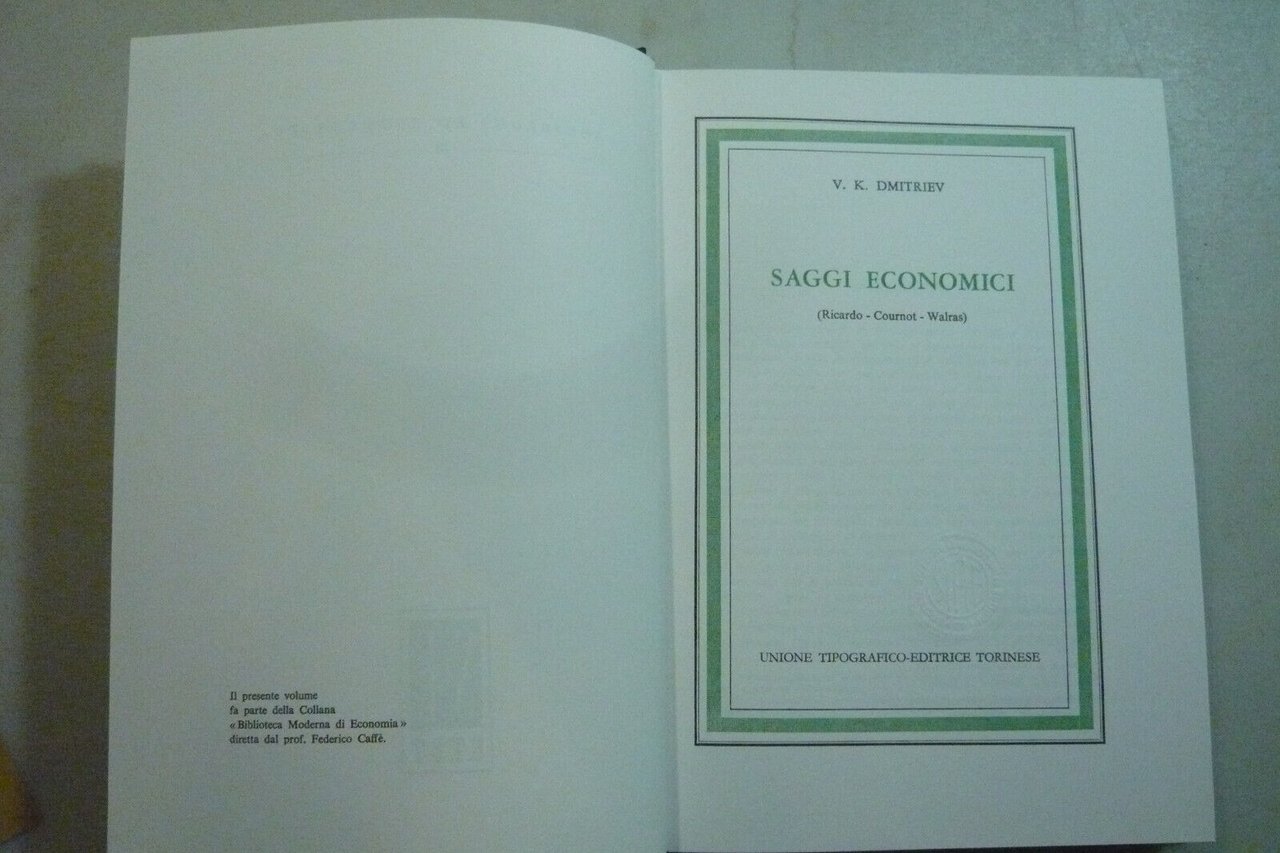 Il presente volume
fa parte della Collana
«Biblioteca Moderna di Economia»
diretta dal prof. Federico Caffè.
V. K. DMITRIEV
SAGGI ECONOMICI
(Ricardo - Cournot - Walras)
UNIONE TIPOGRAFICO-EDITRICE TORINESE